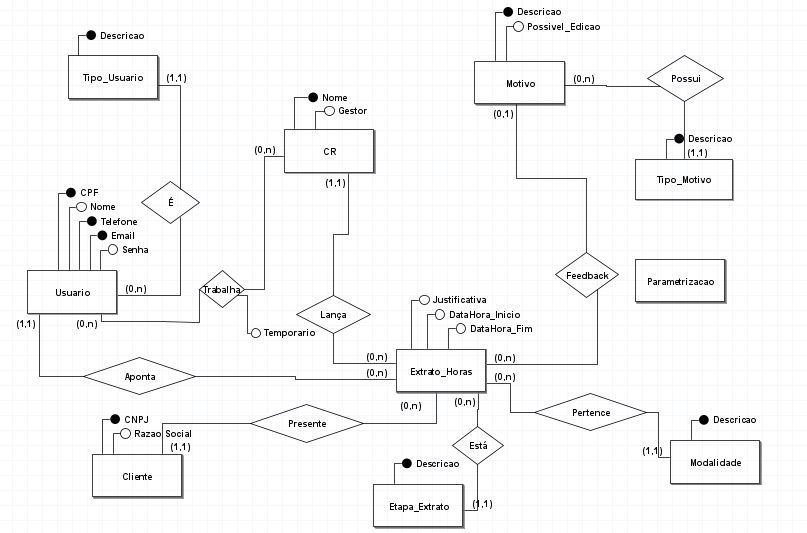 Descricao
Possivel_Edicao
Descricao
Tipo_Usuario
(1,1)
Motivo
(0,n)
Possui
Nome
Gestor
(0,1)
Descricao
(0,n)
CR
(1,1)
(1,1)
Tipo_Motivo
CPF
Nome
É
Telefone
Email
Senha
Feedback
Parametrizacao
Usuario
(0,n)
Trabalha
Justificativa
(1,1)
(0,n)
Lança
DataHora_Inicio
Temporario
DataHora_Fim
(0,n)
(0,n)
Aponta
(0,n)
Extrato_Horas
(0,n)
(0,n)
(0,n)
CNPJ
Presente
Pertence
Descricao
Razao_Social
(1,1)
Está
(1,1)
Descricao
Modalidade
Cliente
Etapa_Extrato
(1,1)